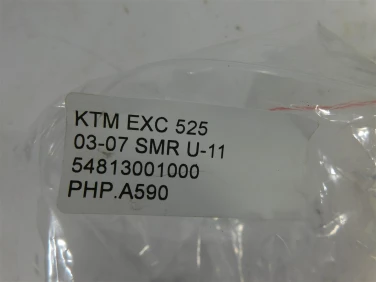 KTM EXC 525
03-07 SMR U-11
54813001000
PHP.A590